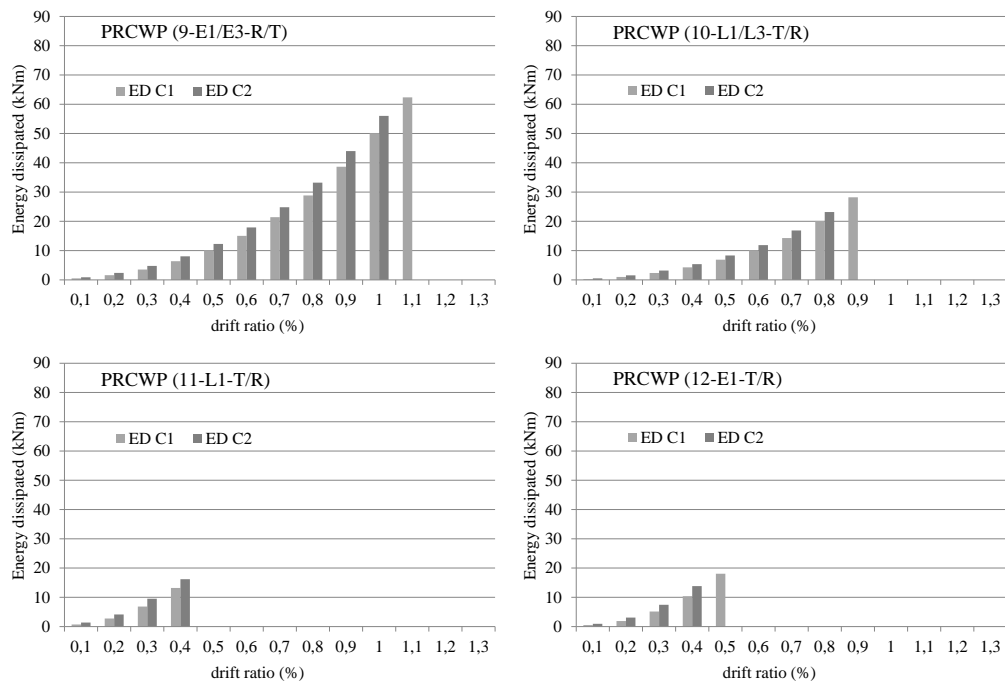 PRCWP (9-E1/E3-R/T)
ED C1 ED C2
Energy dissipated (kNm)
90
80
70
60
50
40
30
20
10
0
0,1 0,2 0,3 0,4 0,5 0,6 0,7 0,8 0,9 1 1,1 1,2 1,3
drift ratio (%)
PRCWP (10-L1/L3-T/R)
ED C1 ED C2
Energy dissipated (kNm)
90
80
70
60
50
40
30
20
10
0
0,1 0,2 0,3 0,4 0,5 0,6 0,7 0,8 0,9 1 1,1 1,2 1,3
drift ratio (%)
PRCWP (11-L1-T/R)
ED C1 ED C2
Energy dissipated (kNm)
90
80
70
60
50
40
30
20
10
0
0,1 0,2 0,3 0,4 0,5 0,6 0,7 0,8 0,9 1 1,1 1,2 1,3
drift ratio (%)
PRCWP (12-E1-T/R)
ED C1 ED C2
Energy dissipated (kNm)
90
80
70
60
50
40
30
20
10
0
0,1 0,2 0,3 0,4 0,5 0,6 0,7 0,8 0,9 1 1,1 1,2 1,3
drift ratio (%)